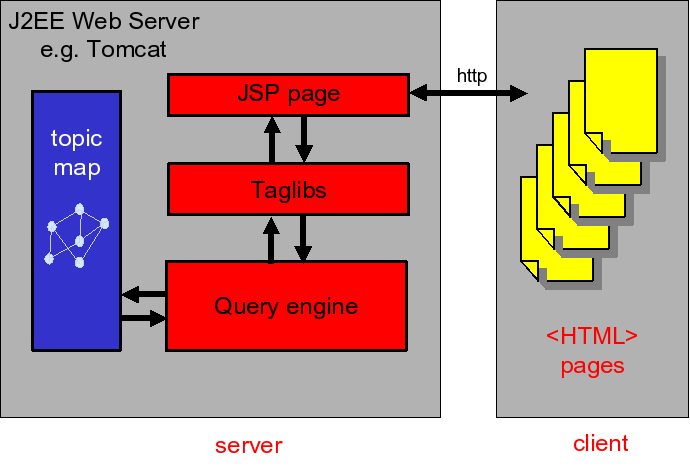 J2EE Web Server
e.g. Tomcat
JSP page
http
topic
map
Taglibs
Query engine
<HTML>
pages
server
client